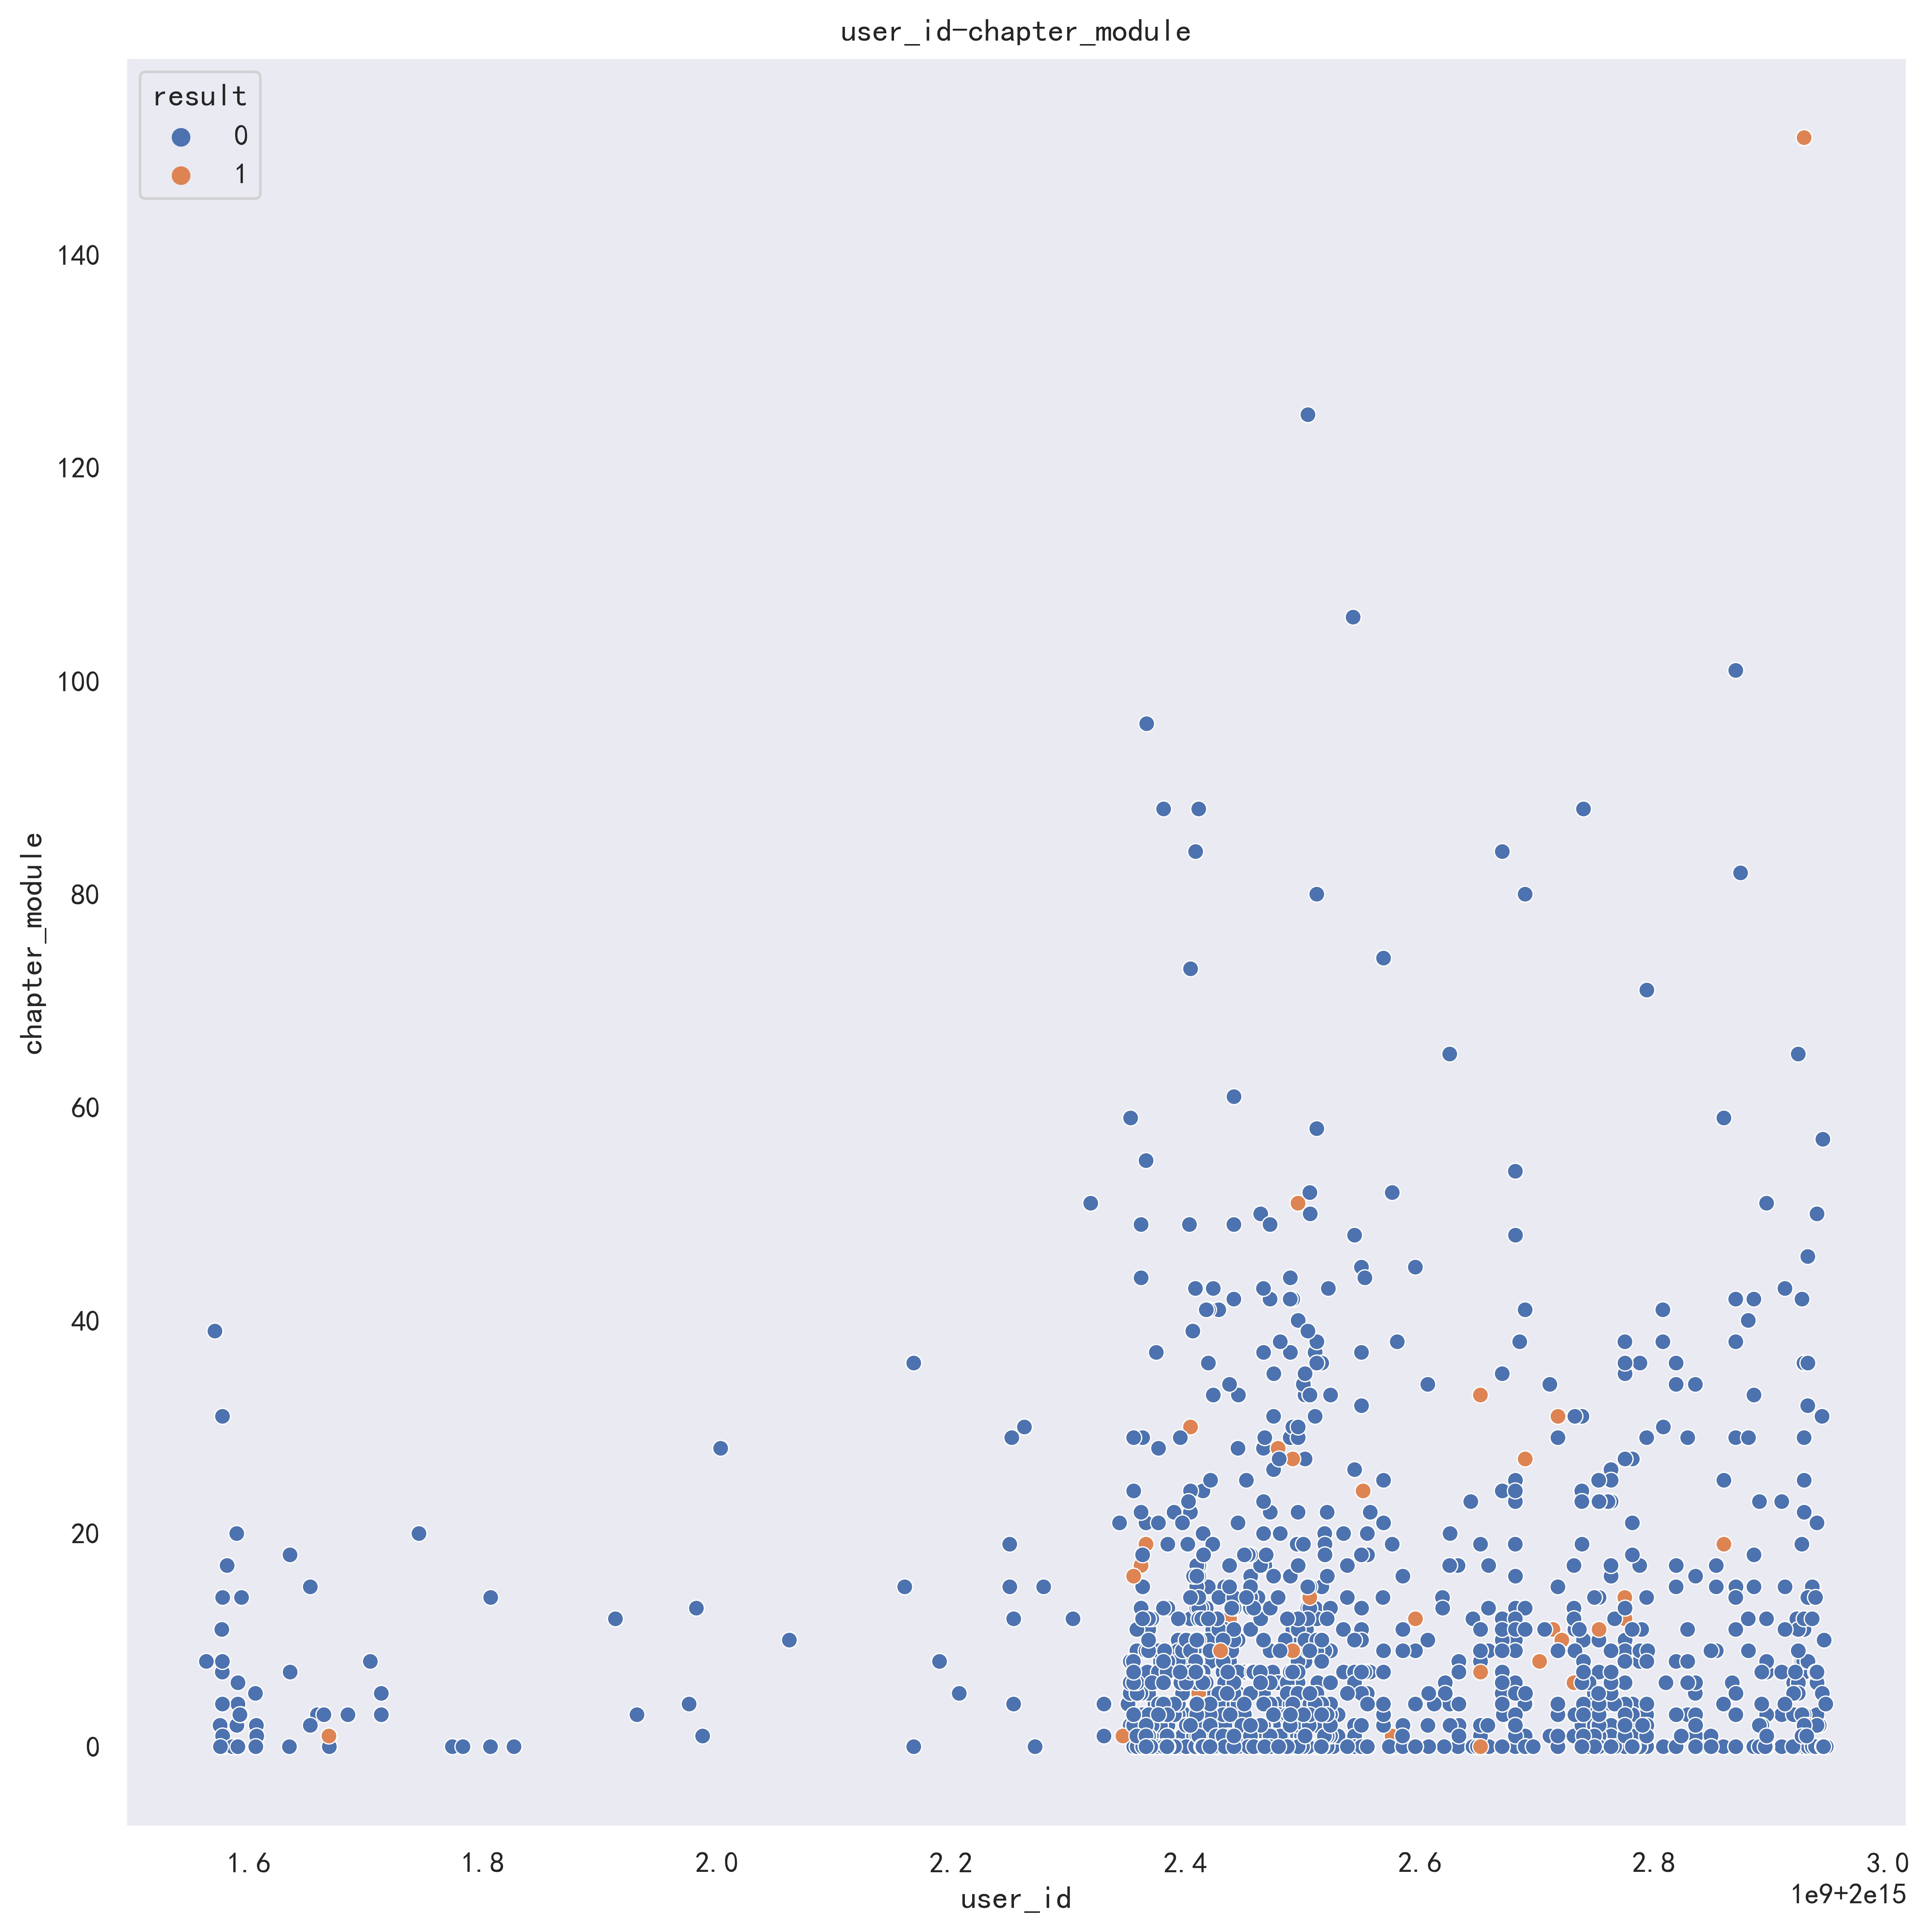 user_id-chapter_module
result
0
1
140
120
100
80
60
40
20
0
chapter_module
1.6 1.8 2.0 2.2 2.4 2.6 2.8 3.0
1e9+2e15
user_id